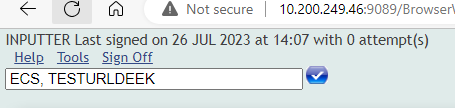 Not secure 10.200.249.46:9089/Browser
INPUTTER Last signed on 26 JUL 2023 at 14:07 with 0 attempt(s)
Help Tools Sign Off
ECS, TESTURLDEEK